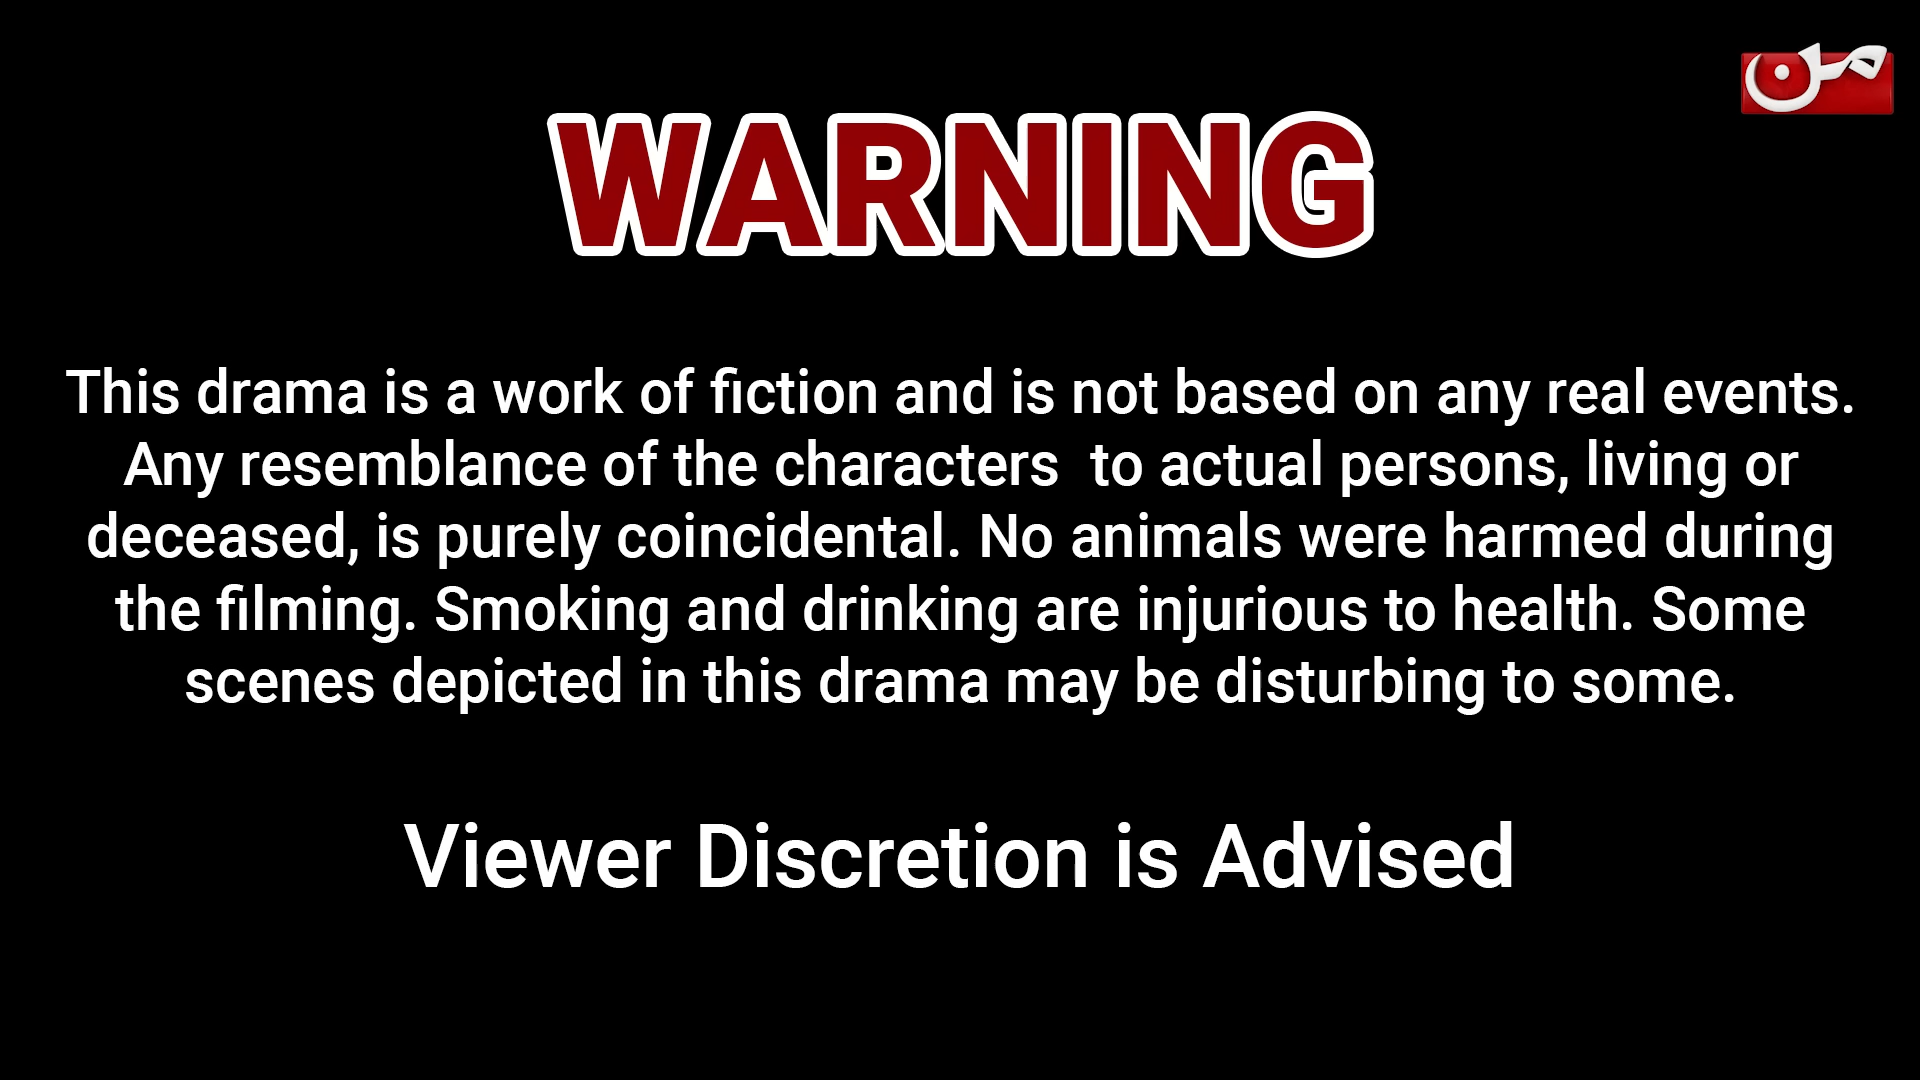 من
WARNING
This drama is a work of fiction and is not based on any real events.
Any resemblance of the characters  to actual persons, living or
deceased, is purely coincidental. No animals were harmed during
the filming. Smoking and drinking are injurious to health. Some
scenes depicted in this drama may be disturbing to some.
Viewer Discretion is Advised